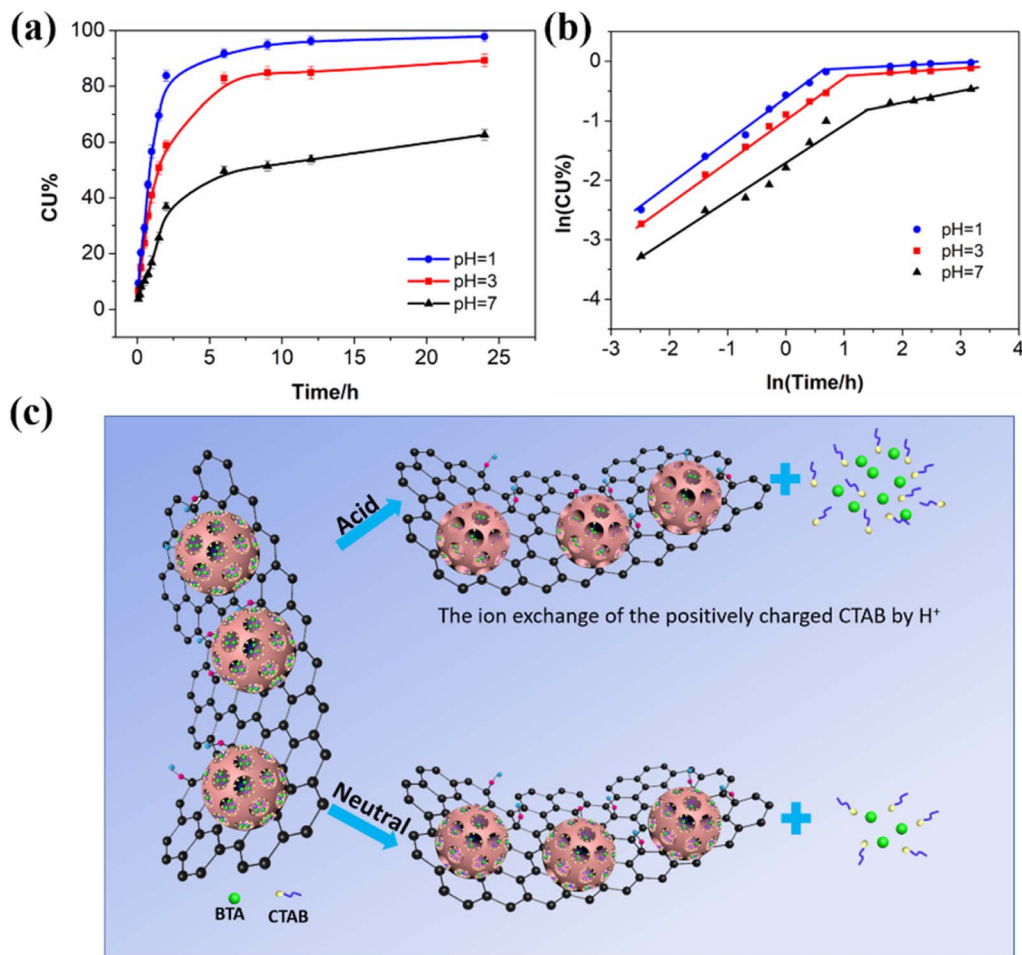 (a)
100
80
60
40
20
0
CU%
0 5 10 15 20 25
Time/h
pH=1
pH=3
pH=7
(b)
1
0
-1
-2
-3
-4
ln(CU%)
-3 -2 -1 0 1 2 3 4
ln(Time/h)
pH=1
pH=3
pH=7
(c)
Acid
The ion exchange of the positively charged CTAB by H⁺
Neutral
BTA CTAB